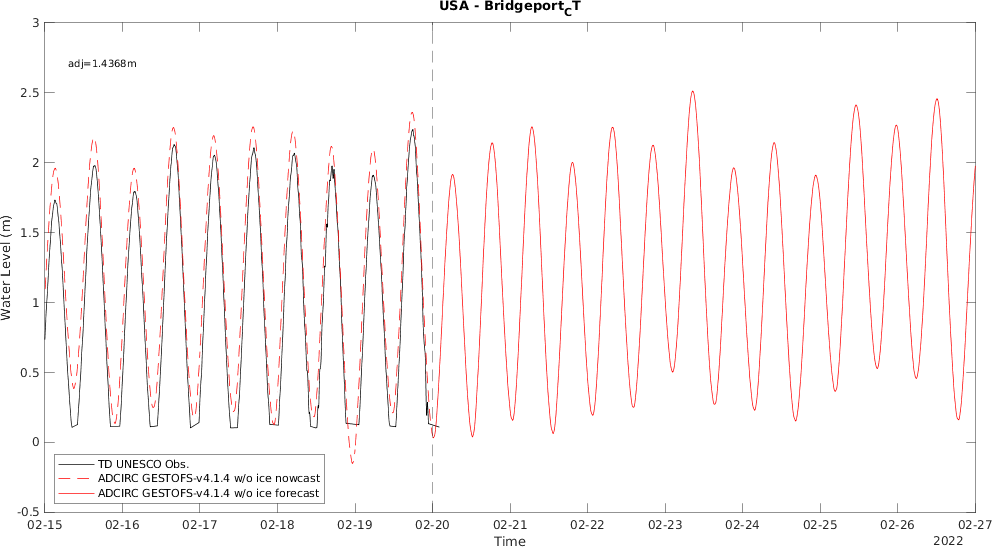 USA - Bridgeport_CT
3
2.5
2
1.5
1
0.5
0
-0.5
Water Level (m)
adj=1.4368m
TD UNESCO Obs.
ADCIRC GESTOFS-v4.1.4 w/o ice nowcast
ADCIRC GESTOFS-v4.1.4 w/o ice forecast
02-15 02-16 02-17 02-18 02-19 02-20 02-21 02-22 02-23 02-24 02-25 02-26 02-27
Time
2022